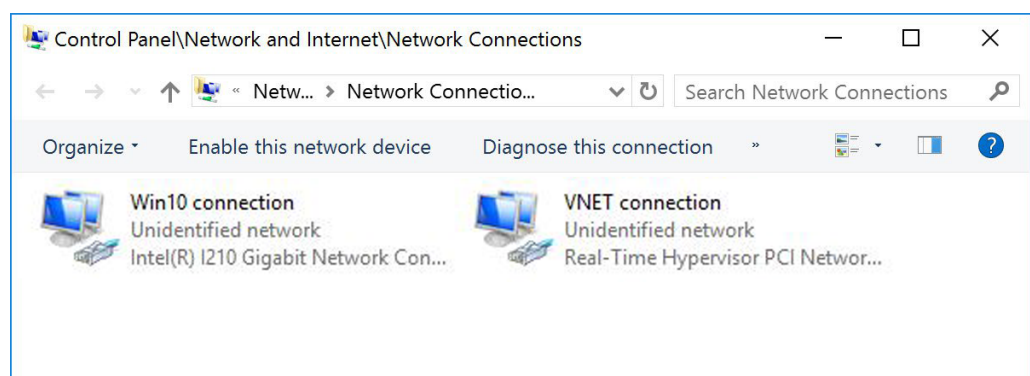 Control Panel\Network and Internet\Network Connections
« Netw... > Network Connectio...
Search Network Connections
Organize
Enable this network device
Diagnose this connection
»
?
Win10 connection
Unidentified network
Intel(R) I210 Gigabit Network Con...
VNET connection
Unidentified network
Real-Time Hypervisor PCI Networ...